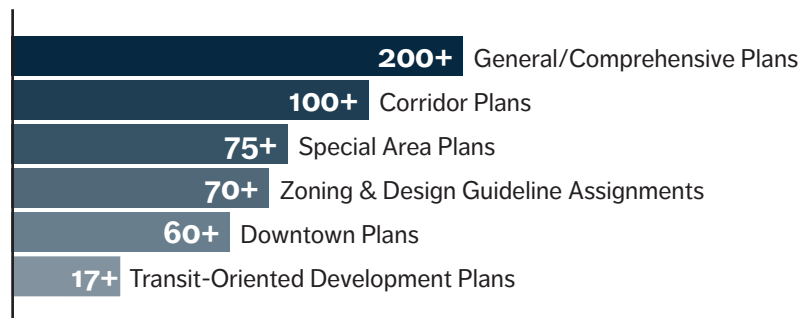 200+ General/Comprehensive Plans
100+ Corridor Plans
75+ Special Area Plans
70+ Zoning & Design Guideline Assignments
60+ Downtown Plans
17+ Transit-Oriented Development Plans